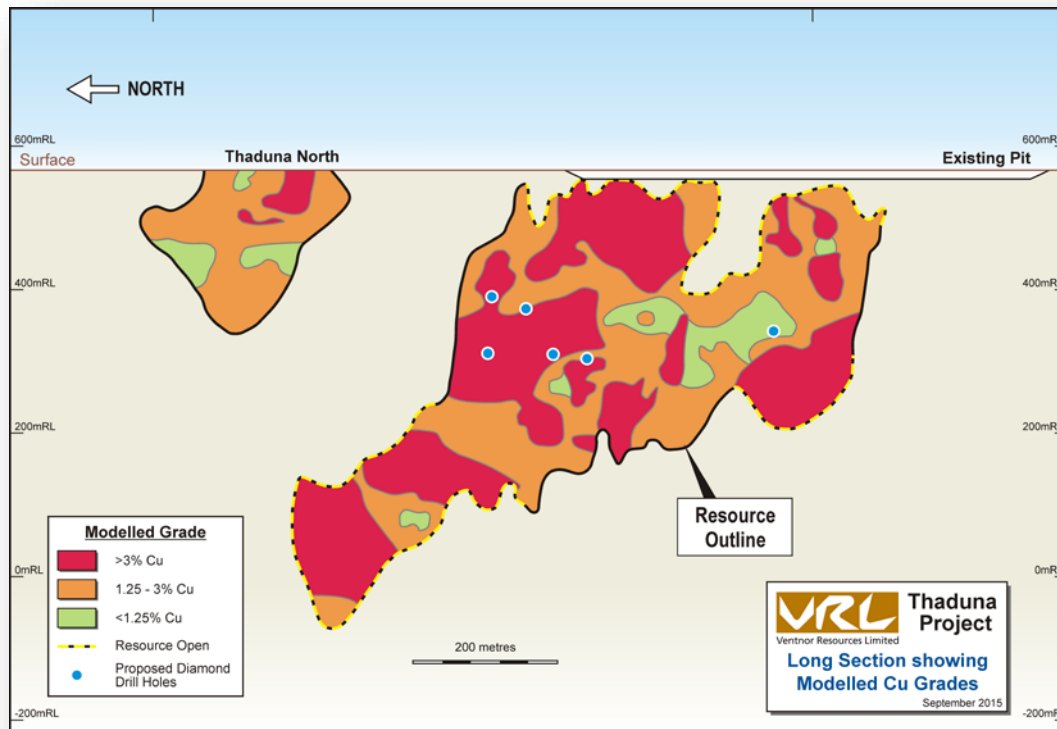 NORTH
600mRL
600mRL
Surface
Thaduna North
Existing Pit
400mRL
400mRL
200mRL
200mRL
Resource
Outline
Modelled Grade
>3% Cu
1.25 - 3% Cu
<1.25% Cu
Resource Open
Proposed Diamond
Drill Holes
0mRL
0mRL
200 metres
VRL
Ventnor Resources Limited
Thaduna
Project
Long Section showing
Modelled Cu Grades
September 2015
-200mRL
-200mRL